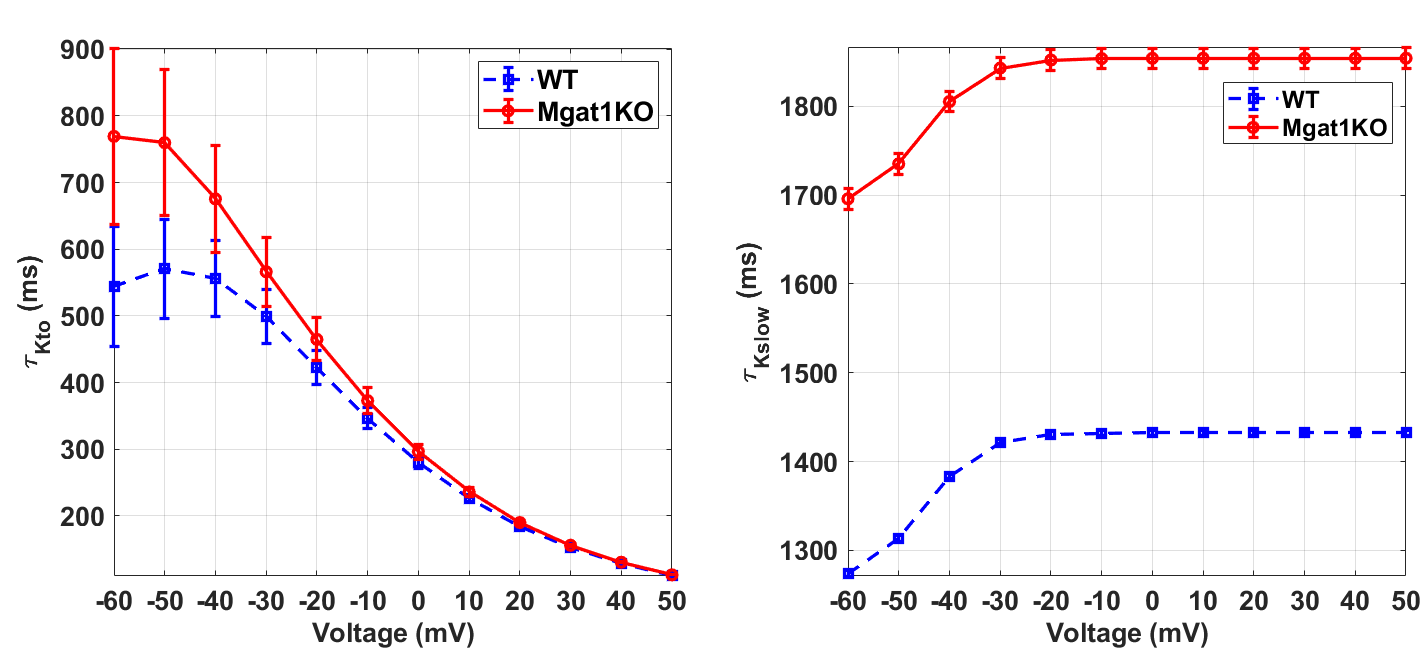 900
800
700
600
500
400
300
200
τKto (ms)
-60 -50 -40 -30 -20 -10 0 10 20 30 40 50
Voltage (mV)
WT
Mgat1KO
1800
1700
1600
1500
1400
1300
τKslow (ms)
-60 -50 -40 -30 -20 -10 0 10 20 30 40 50
Voltage (mV)
WT
Mgat1KO